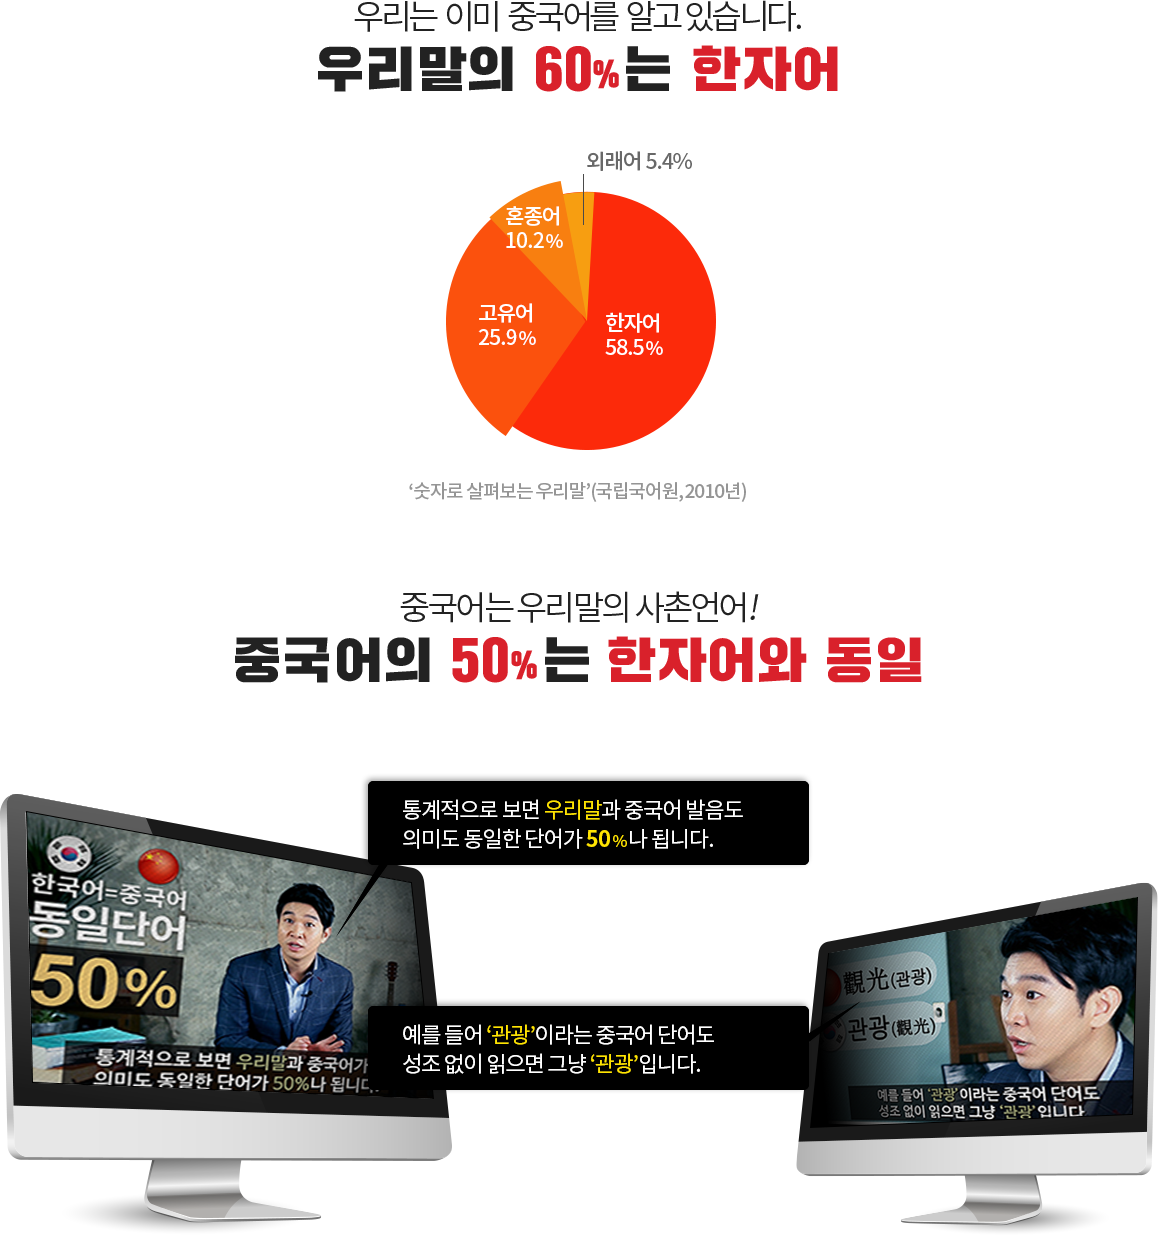 우리는 이미 중국어를 알고 있습니다.
우리말의 60%는 한자어
외래어 5.4%
혼종어
10.2%
고유어
25.9%
한자어
58.5%
‘숫자로 살펴보는 우리말’(국립국어원,2010년)
중국어는 우리말의 사촌언어!
중국어의 50%는 한자어와 동일
통계적으로 보면 우리말과 중국어 발음도
의미도 동일한 단어가 50%나 됩니다.
한국어=중국어
동일단어
50%
통계적으로 보면 우리말과 중국어가
의미도 동일한 단어가 50%나 됩니다.
예를 들어 ‘관광’이라는 중국어 단어도
성조 없이 읽으면 그냥 ‘관광’입니다.
觀光(관광)
관광(觀光)
예를 들어 ‘관광’이라는 중국어 단어도
성조 없이 읽으면 그냥 ‘관광’입니다